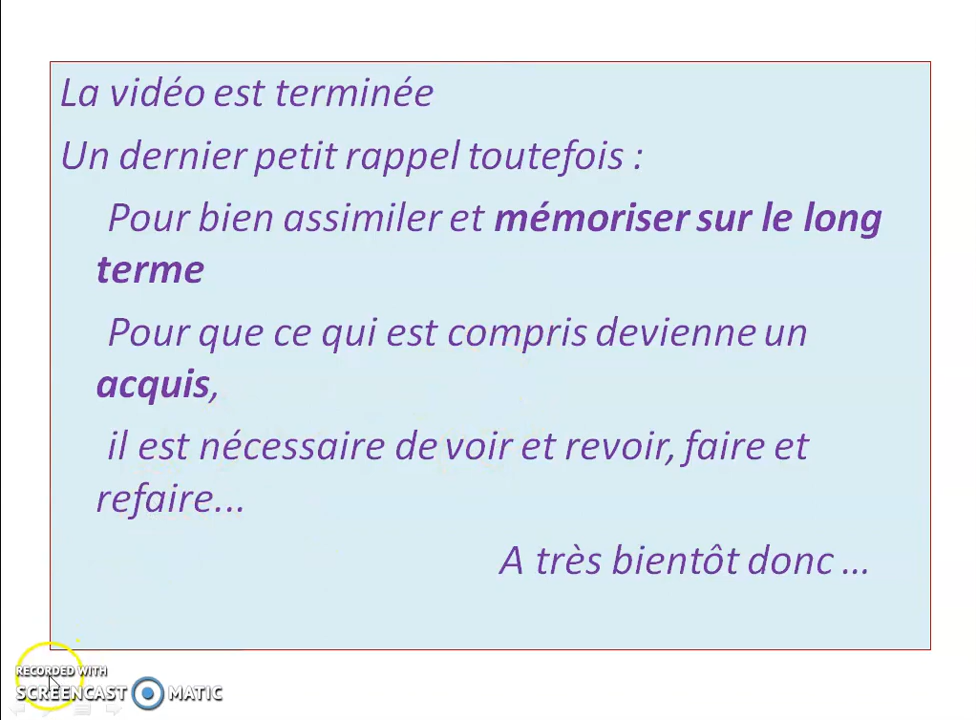 La vidéo est terminée
Un dernier petit rappel toutefois :
Pour bien assimiler et mémoriser sur le long
terme
Pour que ce qui est compris devienne un
acquis,
il est nécessaire de voir et revoir, faire et
refaire...
A très bientôt donc ...
RECORDED WITH
SCREENCAST MATIC